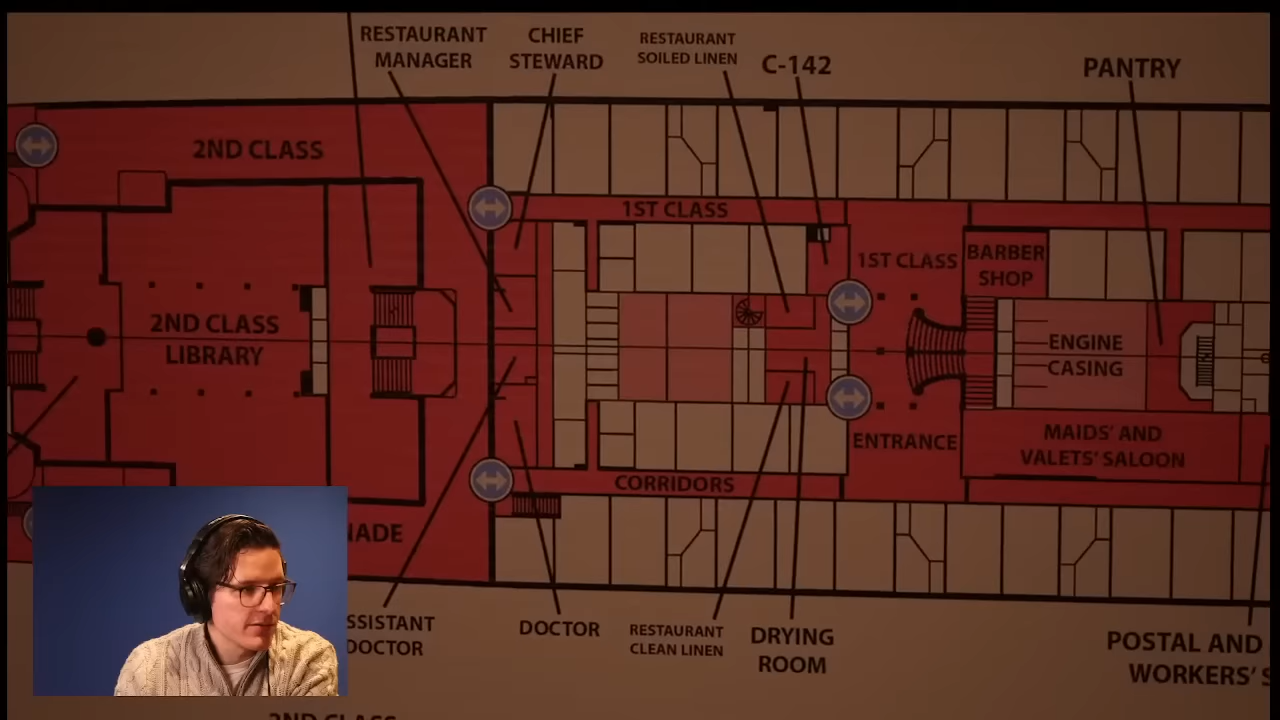 RESTAURANT
MANAGER
CHIEF
STEWARD
RESTAURANT
SOILED LINEN
C-142
PANTRY
2ND CLASS
1ST CLASS
1ST CLASS
BARBER
SHOP
2ND CLASS
LIBRARY
ENGINE
CASING
ENTRANCE
MAIDS' AND
VALETS' SALOON
CORRIDORS
NADE
SSISTANT
DOCTOR
DOCTOR
RESTAURANT
CLEAN LINEN
DRYING
ROOM
POSTAL AND
WORKERS' S
2ND CLASS